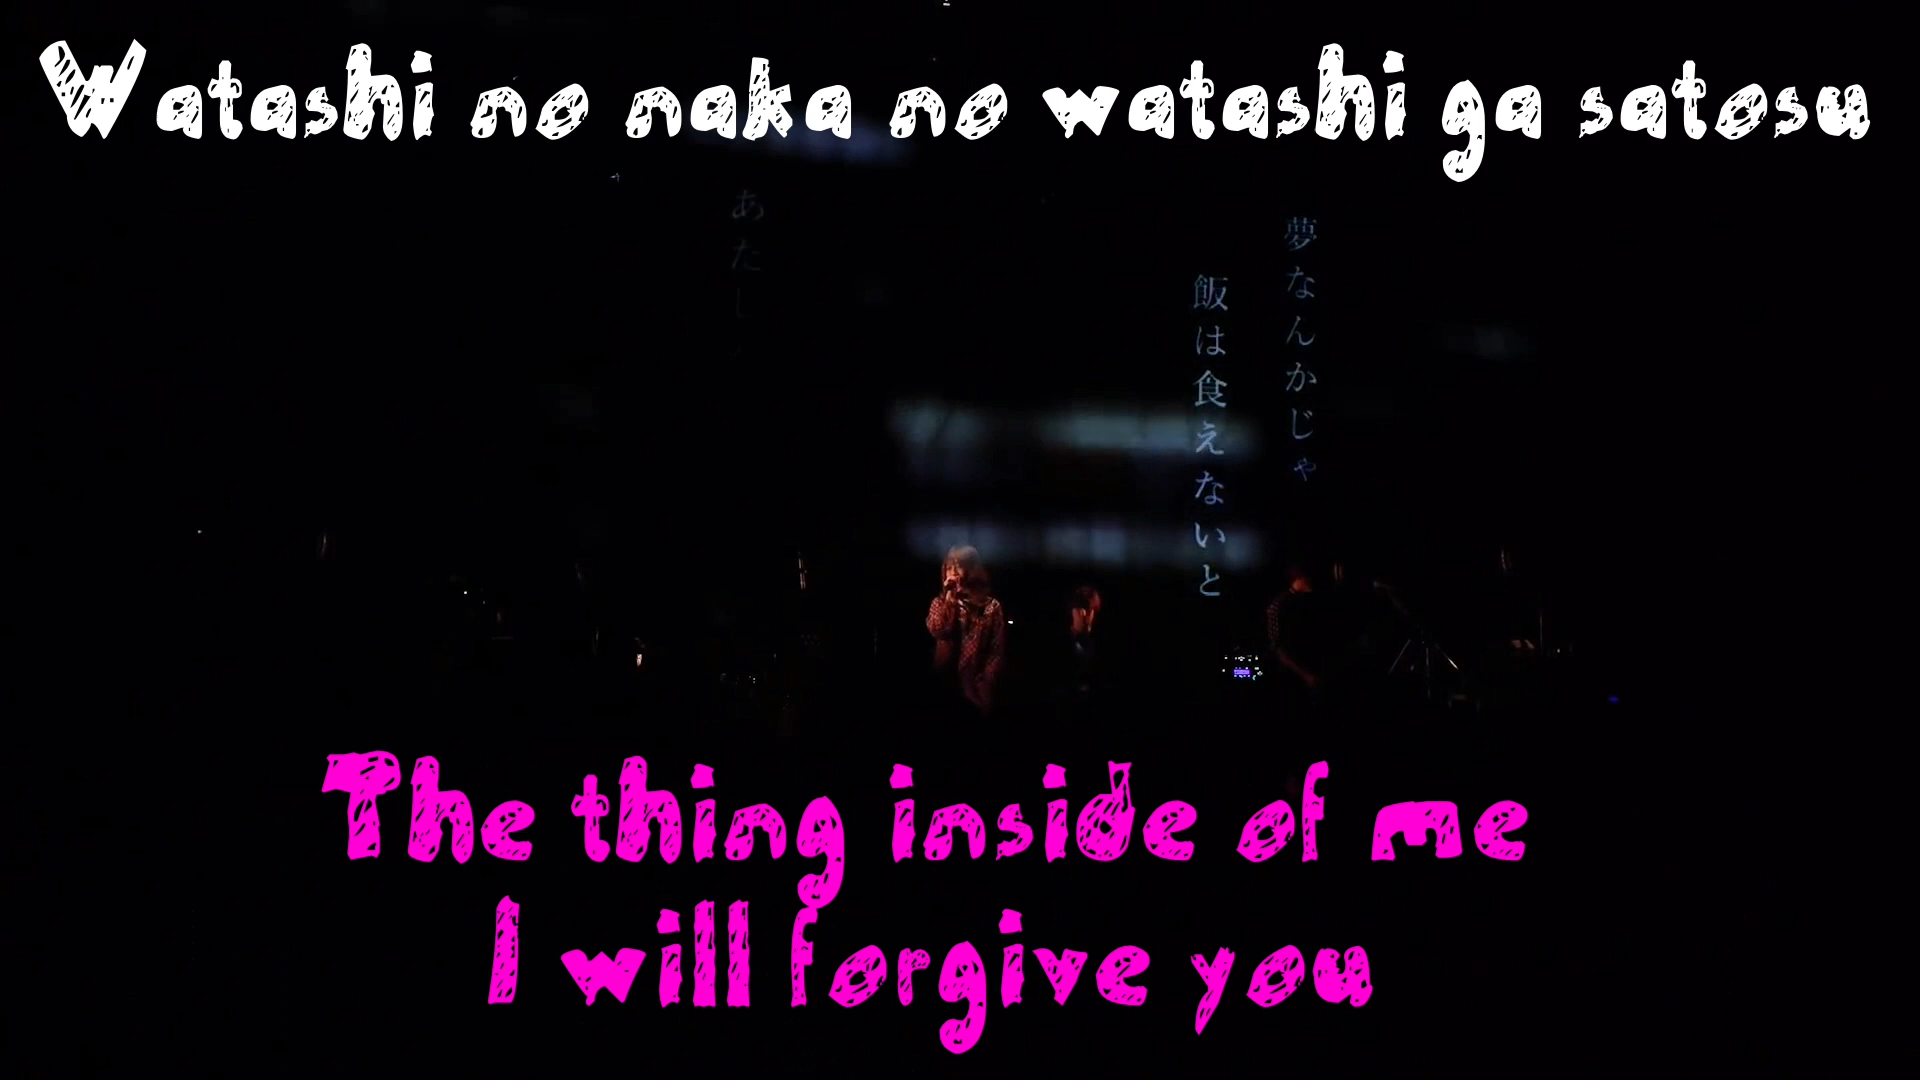 Watashi no naka no watashi ga satosu
夢なんかじゃ
飯は食えないと
あたし
The thing inside of me
I will forgive you